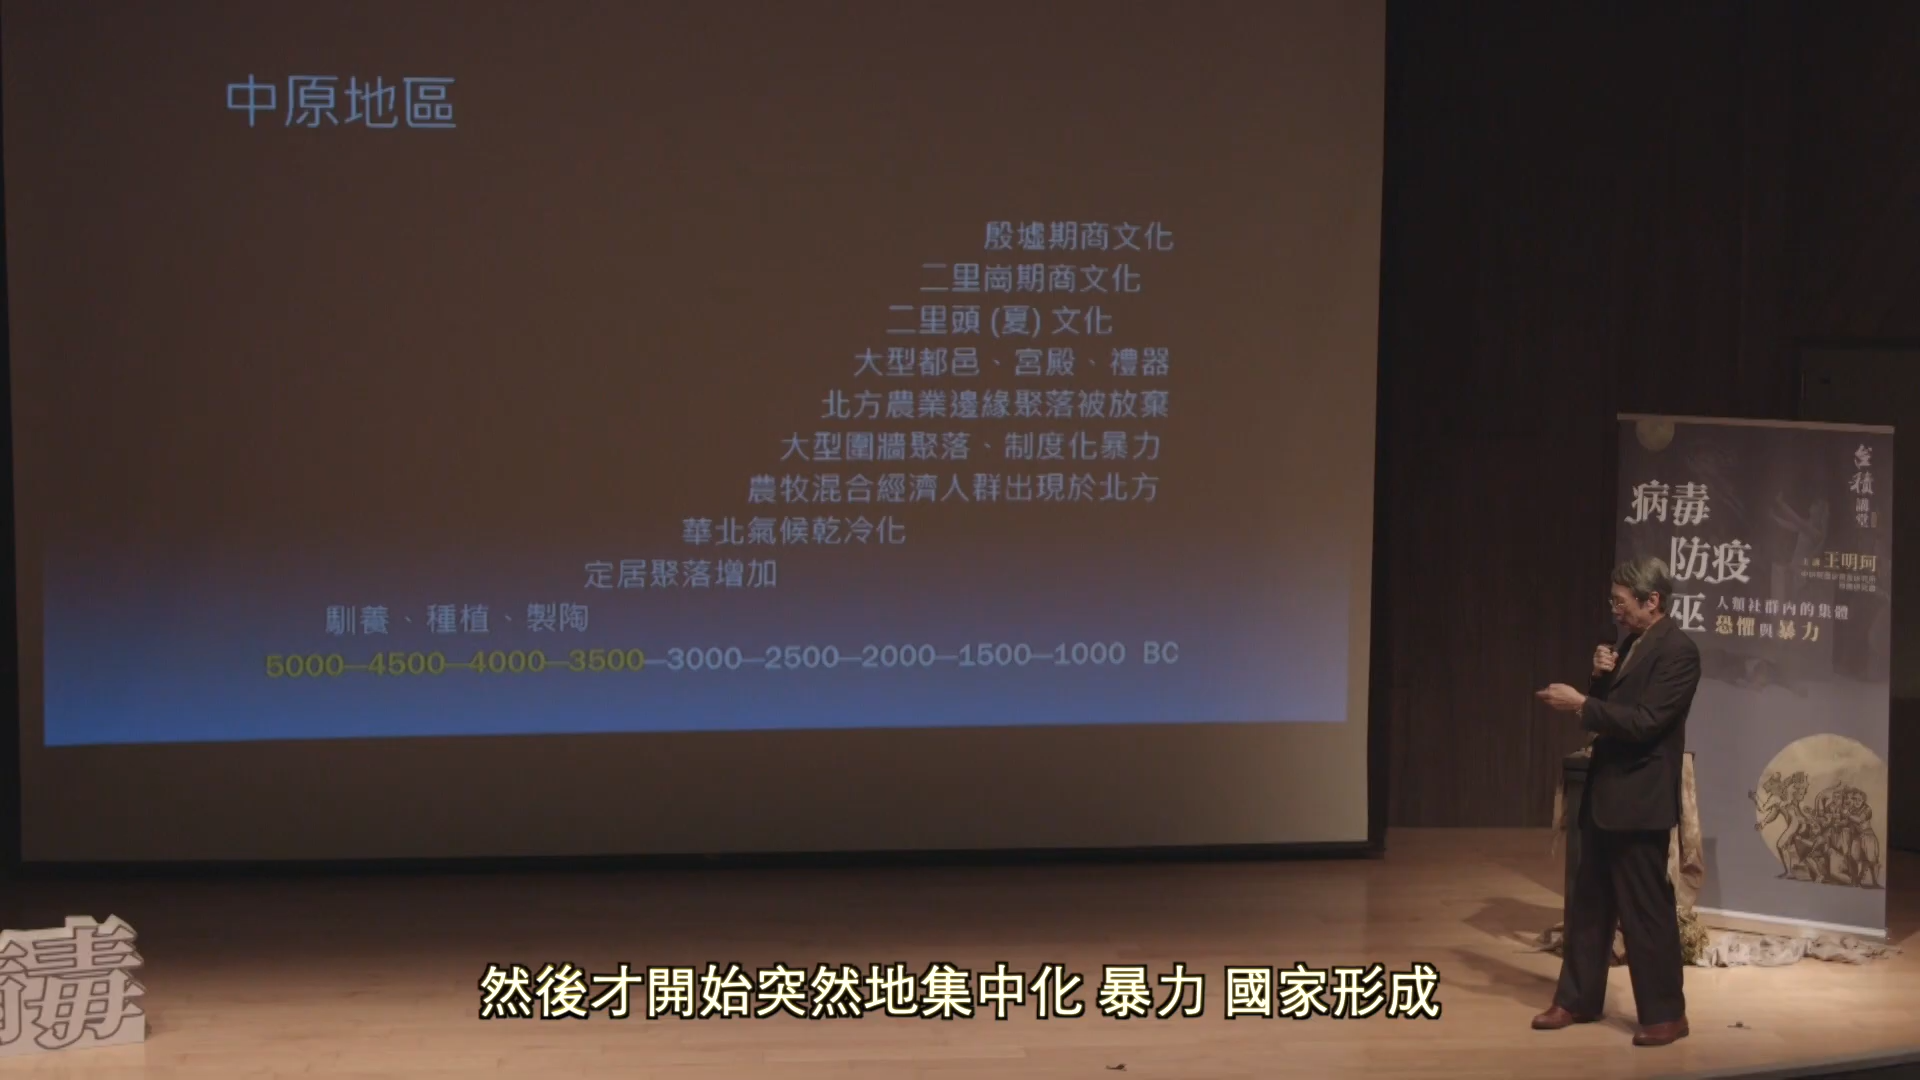 中原地區
殷墟期商文化
二里崗期商文化
二里頭 (夏) 文化
大型都邑、宮殿、禮器
北方農業邊緣聚落被放棄
大型圍牆聚落、制度化暴力
農牧混合經濟人群出現於北方
華北氣候乾冷化
定居聚落增加
馴養、種植、製陶
5000—4500—4000—3500—3000—2500—2000—1500—1000 BC
講堂
病毒
防疫
巫
主講 王明珂
人類社群內的集體
恐懼與暴力
毒
然後才開始突然地集中化 暴力 國家形成